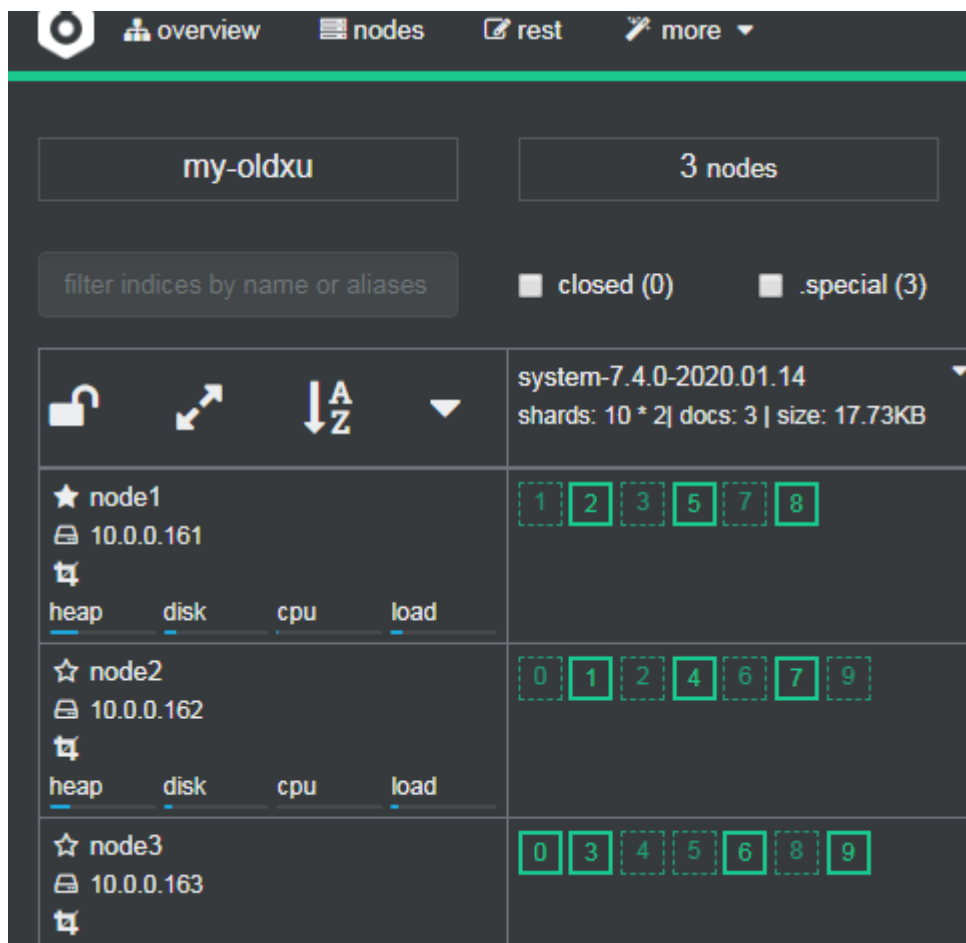 overview nodes rest more
my-oldxu 3 nodes
filter indices by name or aliases closed (0) .special (3)
system-7.4.0-2020.01.14
shards: 10 * 2| docs: 3 | size: 17.73KB
A
Z
node1 1 2 3 5 7 8
10.0.0.161
heap disk cpu load
node2 0 1 2 4 6 7 9
10.0.0.162
heap disk cpu load
node3 0 3 4 5 6 8 9
10.0.0.163